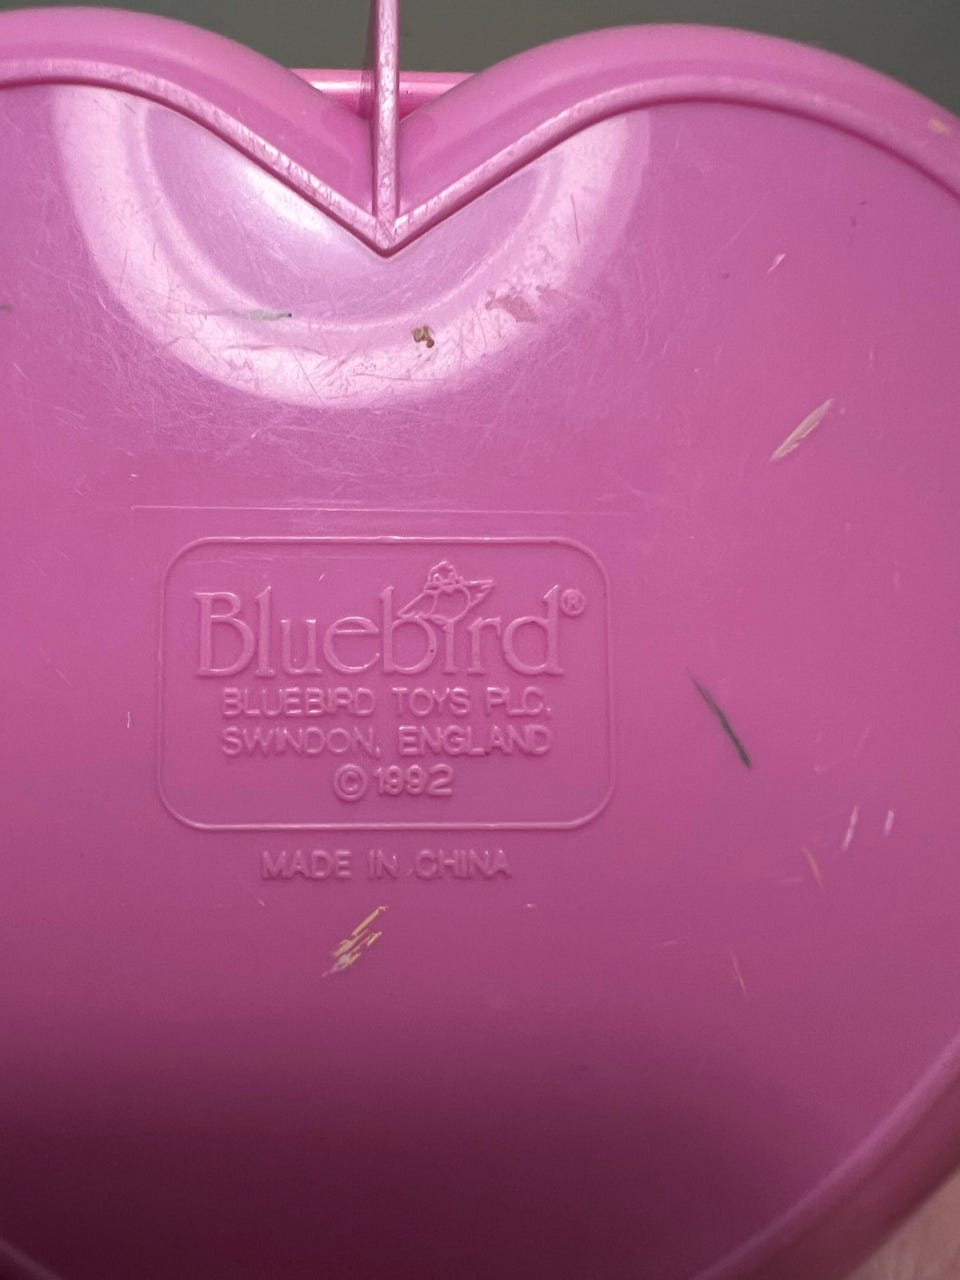 Bluebird®
BLUEBIRD TOYS PLC.
SWINDON, ENGLAND
© 1992
MADE IN CHINA